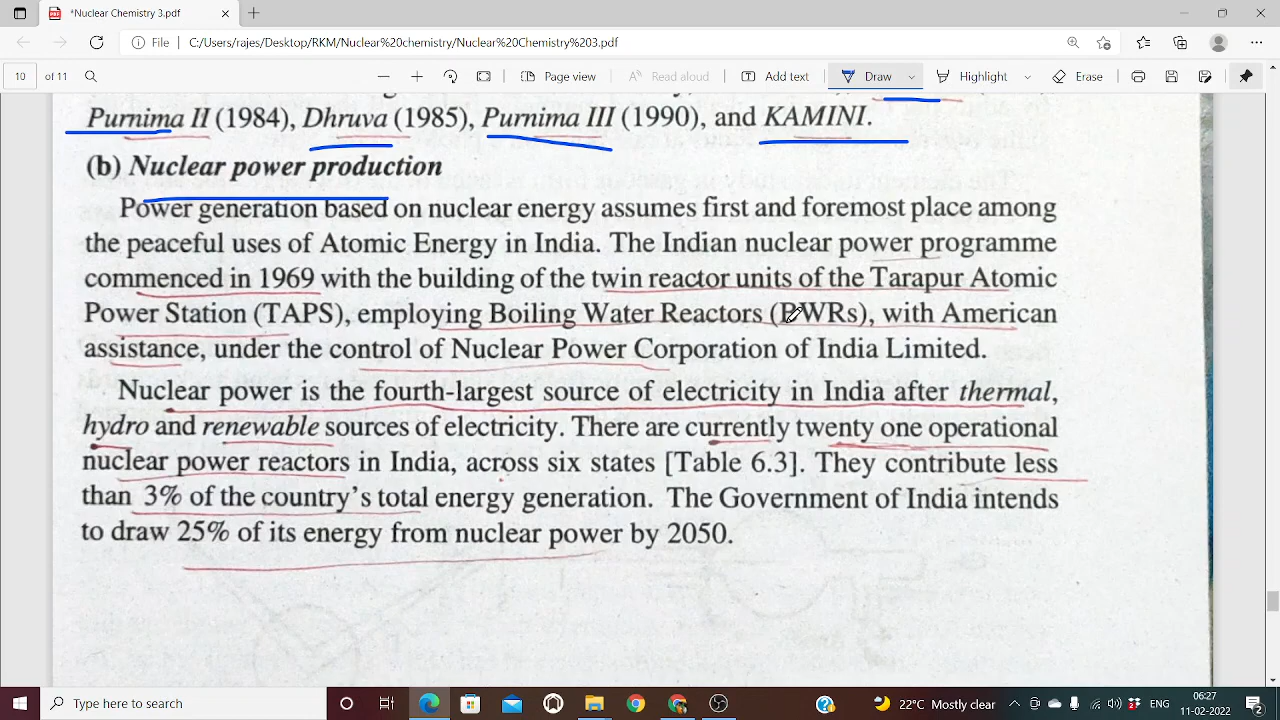 *Nuclear Chemistry 3.pdf
File C:/Users/rajes/Desktop/RKM/Nuclear%20chemistry/Nuclear%20Chemistry%203.pdf
10 of 11 Page view Read aloud Add text Draw Highlight Erase
Purnima II (1984), Dhruva (1985), Purnima III (1990), and KAMINI.
(b) Nuclear power production
Power generation based on nuclear energy assumes first and foremost place among
the peaceful uses of Atomic Energy in India. The Indian nuclear power programme
commenced in 1969 with the building of the twin reactor units of the Tarapur Atomic
Power Station (TAPS), employing Boiling Water Reactors (BWRs), with American
assistance, under the control of Nuclear Power Corporation of India Limited.
Nuclear power is the fourth-largest source of electricity in India after thermal,
hydro and renewable sources of electricity. There are currently twenty one operational
nuclear power reactors in India, across six states [Table 6.3]. They contribute less
than 3% of the country's total energy generation. The Government of India intends
to draw 25% of its energy from nuclear power by 2050.
Type here to search 22°C Mostly clear ENG 06:27
11-02-2022